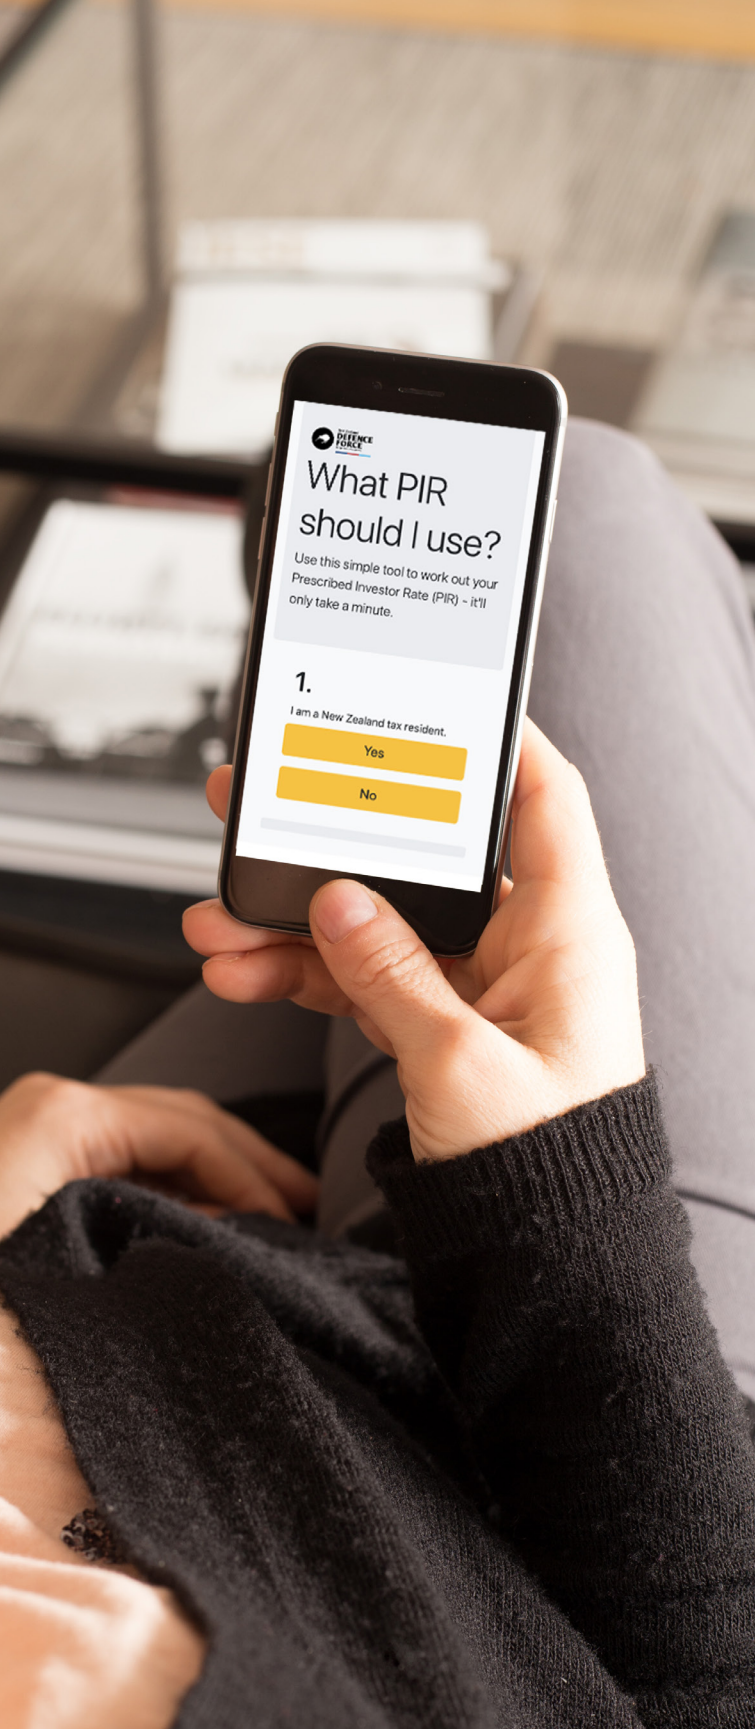 DEFENCE
FORCE
What PIR
should I use?
Use this simple tool to work out your
Prescribed Investor Rate (PIR) - it'll
only take a minute.
1.
I am a New Zealand tax resident.
Yes
No